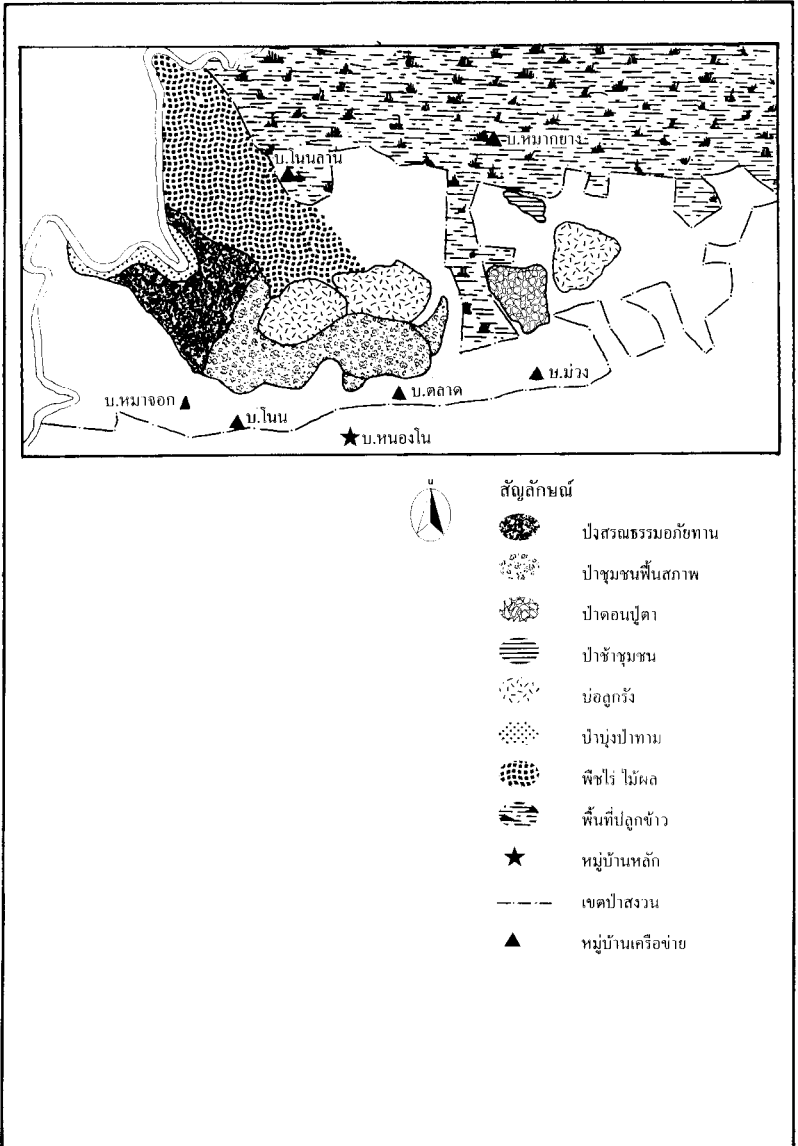 บ.หมากยาง
บ.โนนลาน
บ.หมาจอก
บ.โนน
บ.ตลาด
บ.ม่วง
บ.หนองโน
น
สัญลักษณ์
ป่งสรณธรรมอภัยทาน
ป่าชุมชนฟื้นสภาพ
ป่าดอนปู่ตา
ป่าช้าชุมชน
บ่อลูกรัง
ป่าบุ่งป่าทาม
พืชไร่ ไม้ผล
พื้นที่ปลูกข้าว
หมู่บ้านหลัก
เขตป่าสงวน
หมู่บ้านเครือข่าย